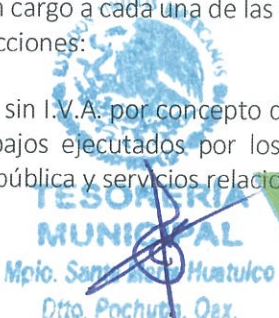 n cargo a cada una de las
cciones:
sin I.V.A. por concepto d
bajos ejecutados por los
pública y servicios relacio
TESORERIA
MUNICIPAL
Mpio. Santa María Huatulco
Dtto. Pochutla, Oax.